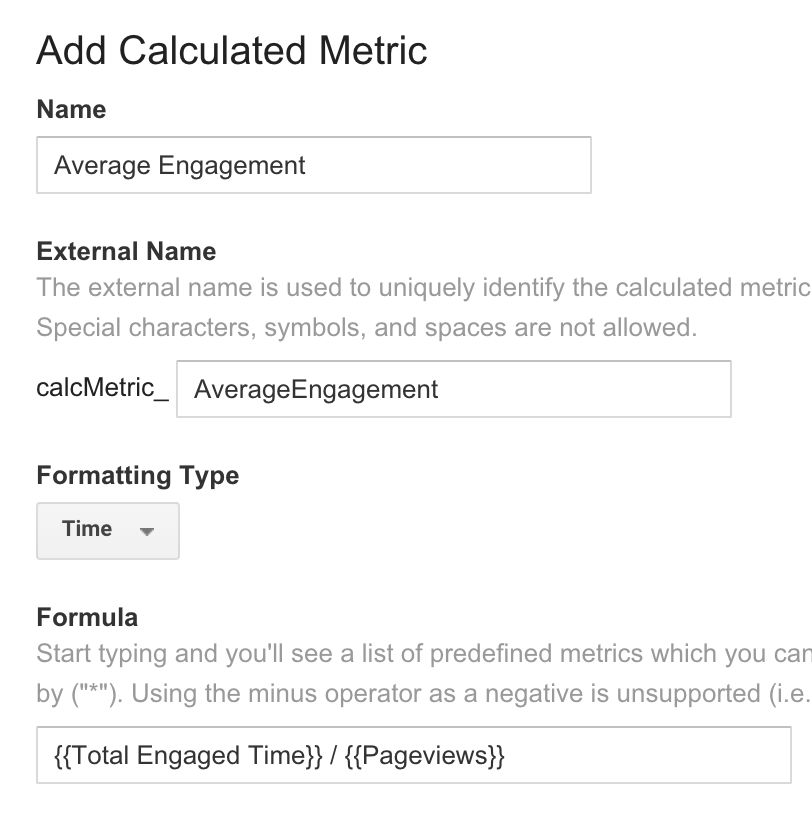 Add Calculated Metric
Name
Average Engagement
External Name
The external name is used to uniquely identify the calculated metric
Special characters, symbols, and spaces are not allowed.
calcMetric_ AverageEngagement
Formatting Type
Time
Formula
Start typing and you'll see a list of predefined metrics which you can
by ("*"). Using the minus operator as a negative is unsupported (i.e.
{{Total Engaged Time}} / {{Pageviews}}